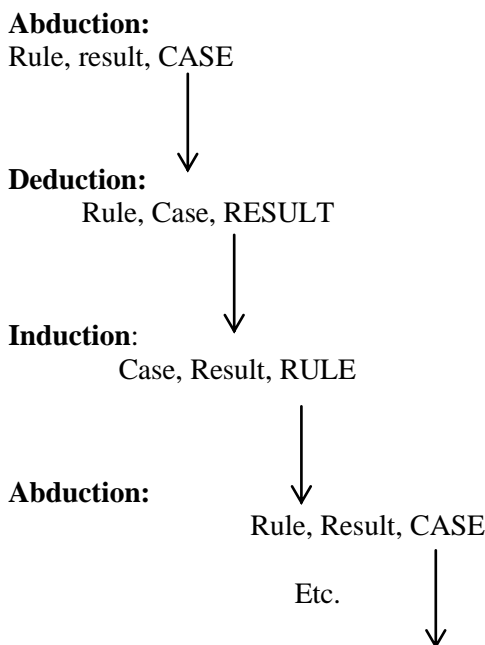 Abduction:
Rule, result, CASE
Deduction:
Rule, Case, RESULT
Induction:
Case, Result, RULE
Abduction:
Rule, Result, CASE
Etc.